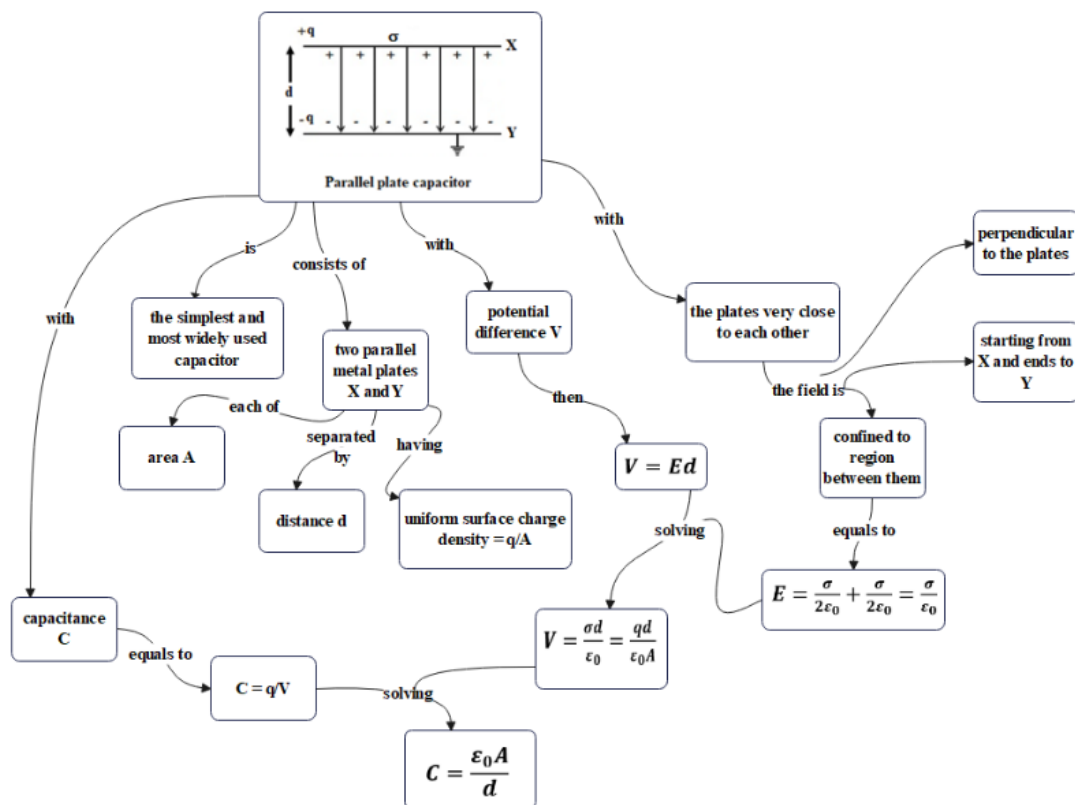 +q
σ
X
+ + + + + +
d
-q
- - - - - -
Y
Parallel plate capacitor
with
is
consists of
with
with
perpendicular
to the plates
the simplest and
most widely used
capacitor
two parallel
metal plates
X and Y
potential
difference V
the plates very close
to each other
starting from
X and ends to
Y
the field is
each of
separated
by
having
then
area A
distance d
uniform surface charge
density = q/A
V = Ed
confined to
region
between them
solving
equals to
E = σ/2ε₀ + σ/2ε₀ = σ/ε₀
V = σd/ε₀ = qd/ε₀A
capacitance
C
equals to
C = q/V
solving
C = ε₀A/d